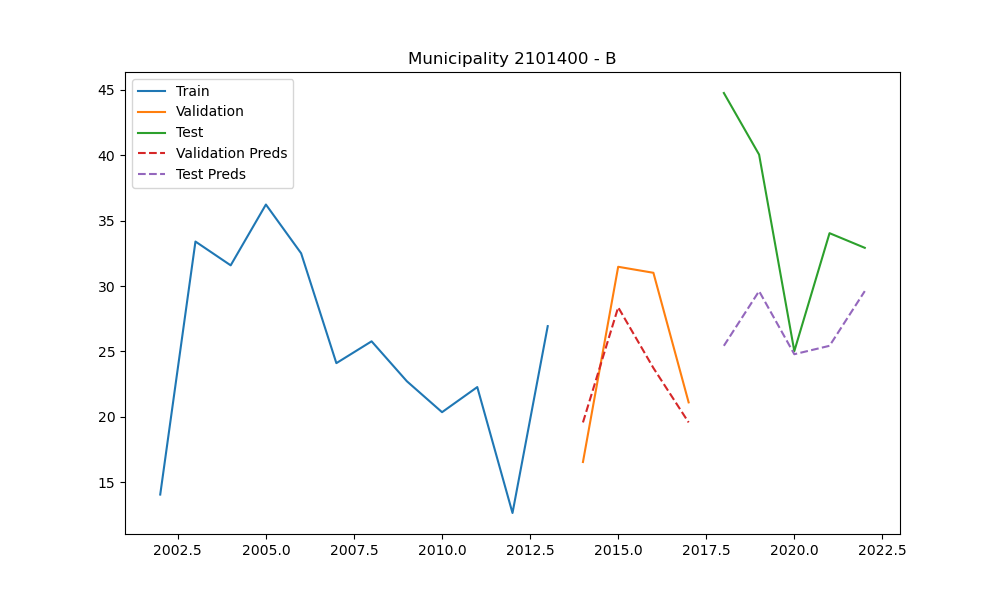 Municipality 2101400 - B
Train
Validation
Test
Validation Preds
Test Preds
45
40
35
30
25
20
15
2002.5 2005.0 2007.5 2010.0 2012.5 2015.0 2017.5 2020.0 2022.5